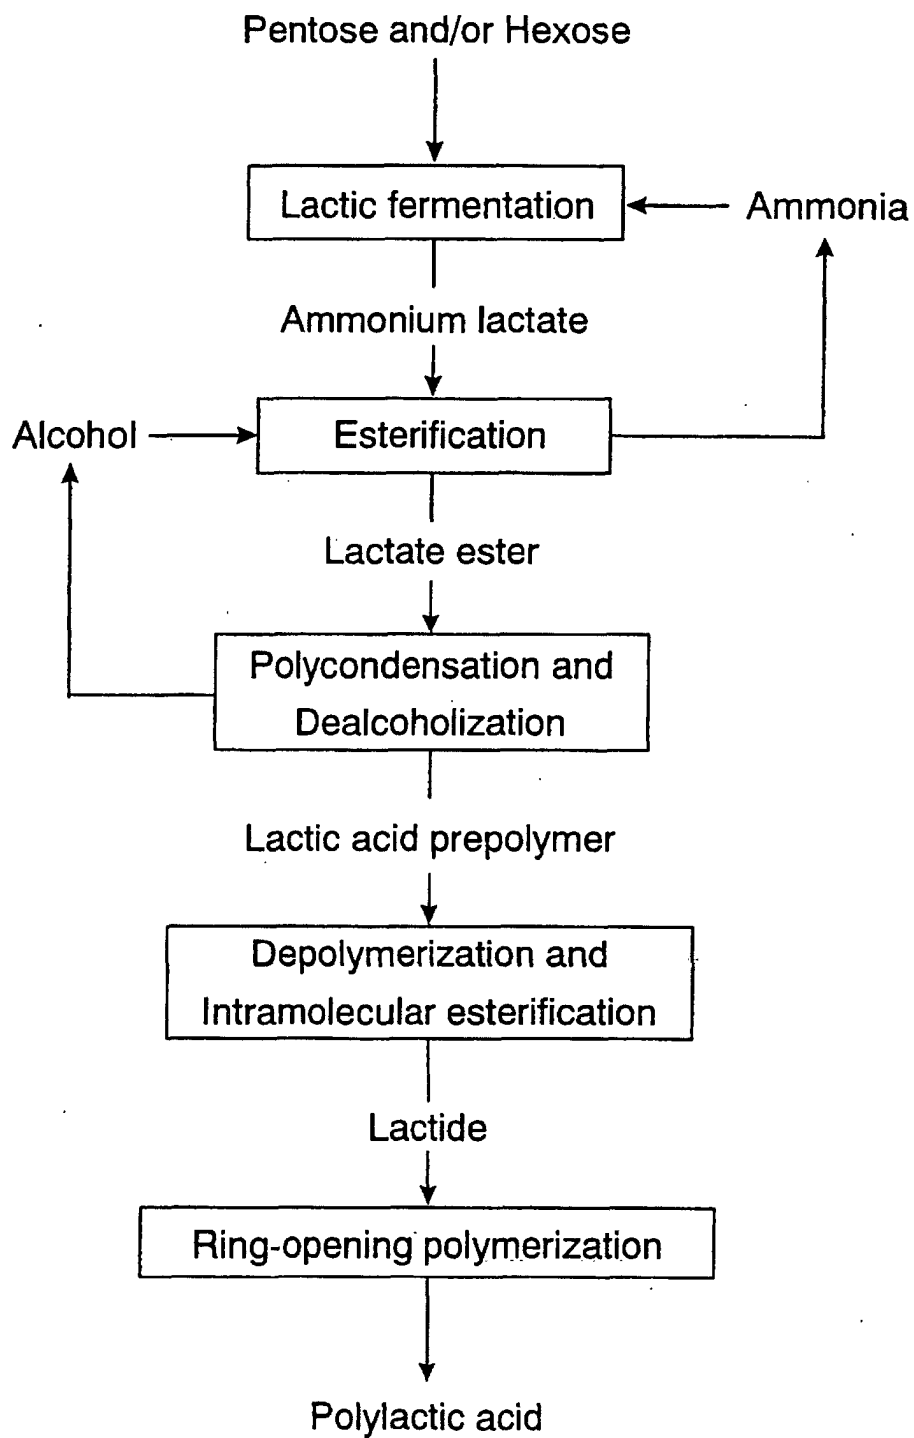 Pentose and/or Hexose
Lactic fermentation
Ammonia
Ammonium lactate
Alcohol
Esterification
Lactate ester
Polycondensation and
Dealcoholization
Lactic acid prepolymer
Depolymerization and
Intramolecular esterification
Lactide
Ring-opening polymerization
Polylactic acid